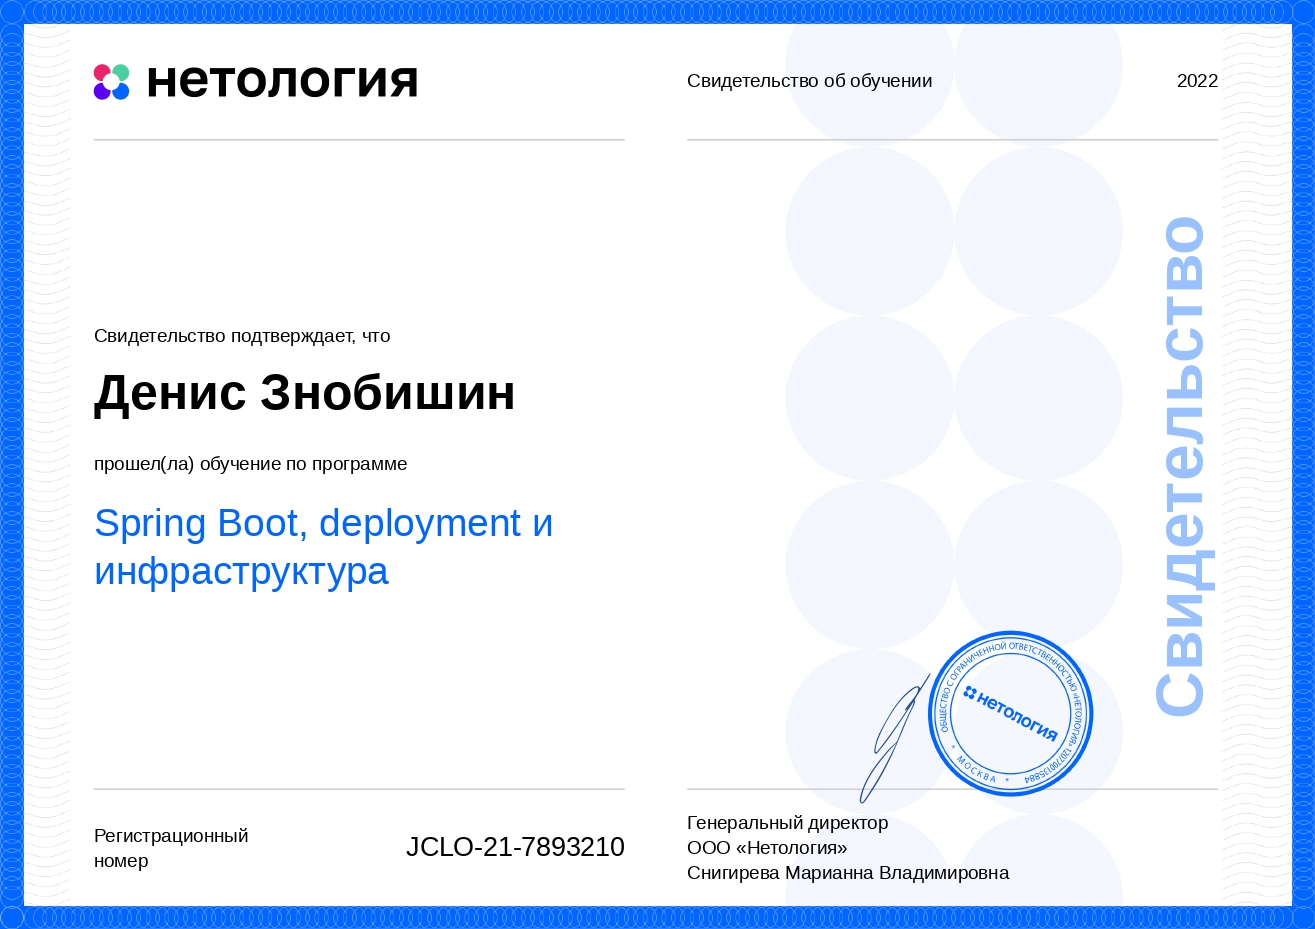 нетология
Свидетельство об обучении
2022
Свидетельство подтверждает, что
Денис Знобишин
прошел(ла) обучение по программе
Spring Boot, deployment и
инфраструктура
Свидетельство
ОБЩЕСТВО С ОГРАНИЧЕННОЙ ОТВЕТСТВЕННОСТЬЮ «НЕТОЛОГИЯ» 1207700135884
* МОСКВА *
нетология
Регистрационный
номер
JCLO-21-7893210
Генеральный директор
ООО «Нетология»
Снигирева Марианна Владимировна